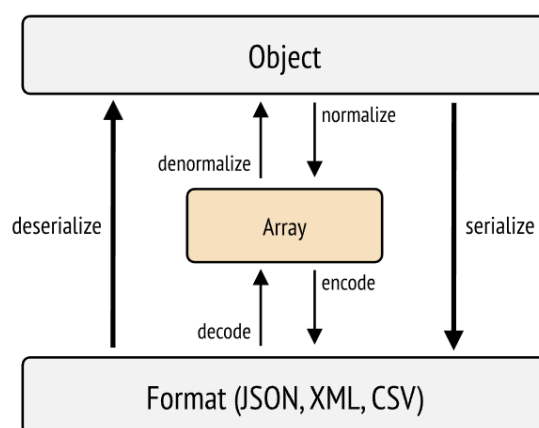 Object
normalize
denormalize
deserialize
Array
serialize
encode
decode
Format (JSON, XML, CSV)